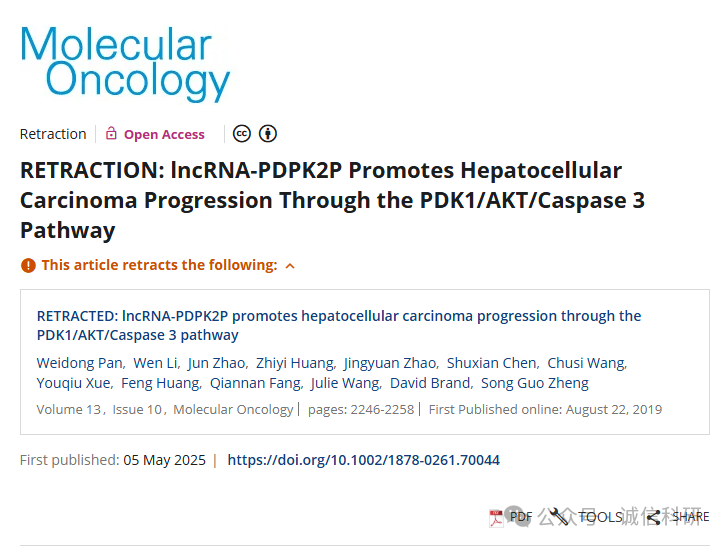 Molecular
Oncology
Retraction
Open Access
cc
RETRACTION: lncRNA-PDPK2P Promotes Hepatocellular
Carcinoma Progression Through the PDK1/AKT/Caspase 3
Pathway
This article retracts the following:
RETRACTED: lncRNA-PDPK2P promotes hepatocellular carcinoma progression through the
PDK1/AKT/Caspase 3 pathway
Weidong Pan, Wen Li, Jun Zhao, Zhiyi Huang, Jingyuan Zhao, Shuxian Chen, Chusi Wang,
Youqiu Xue, Feng Huang, Qiannan Fang, Julie Wang, David Brand, Song Guo Zheng
Volume 13, Issue 10, Molecular Oncology | pages: 2246-2258 | First Published online: August 22, 2019
First published: 05 May 2025 | https://doi.org/10.1002/1878-0261.70044
PDF TOOLS SHARE
公众号 · 诚信科研